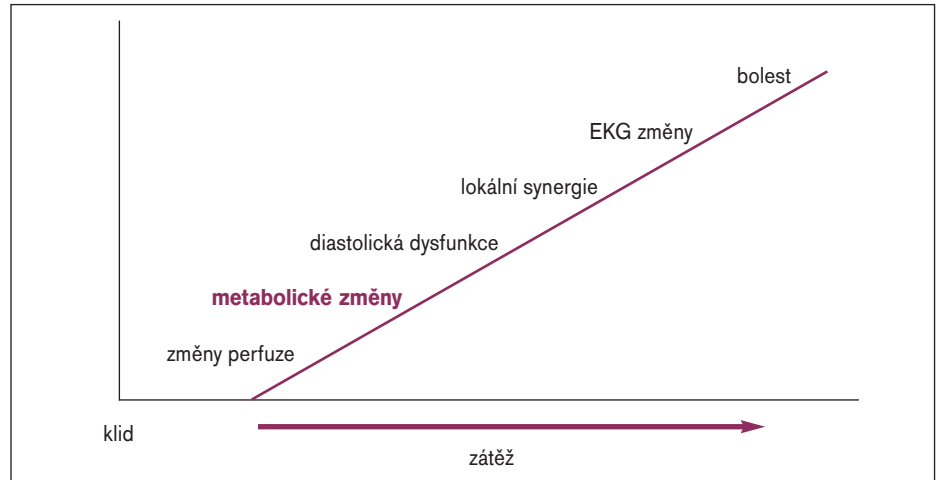 bolest
EKG změny
lokální synergie
diastolická dysfunkce
metabolické změny
změny perfuze
klid
zátěž